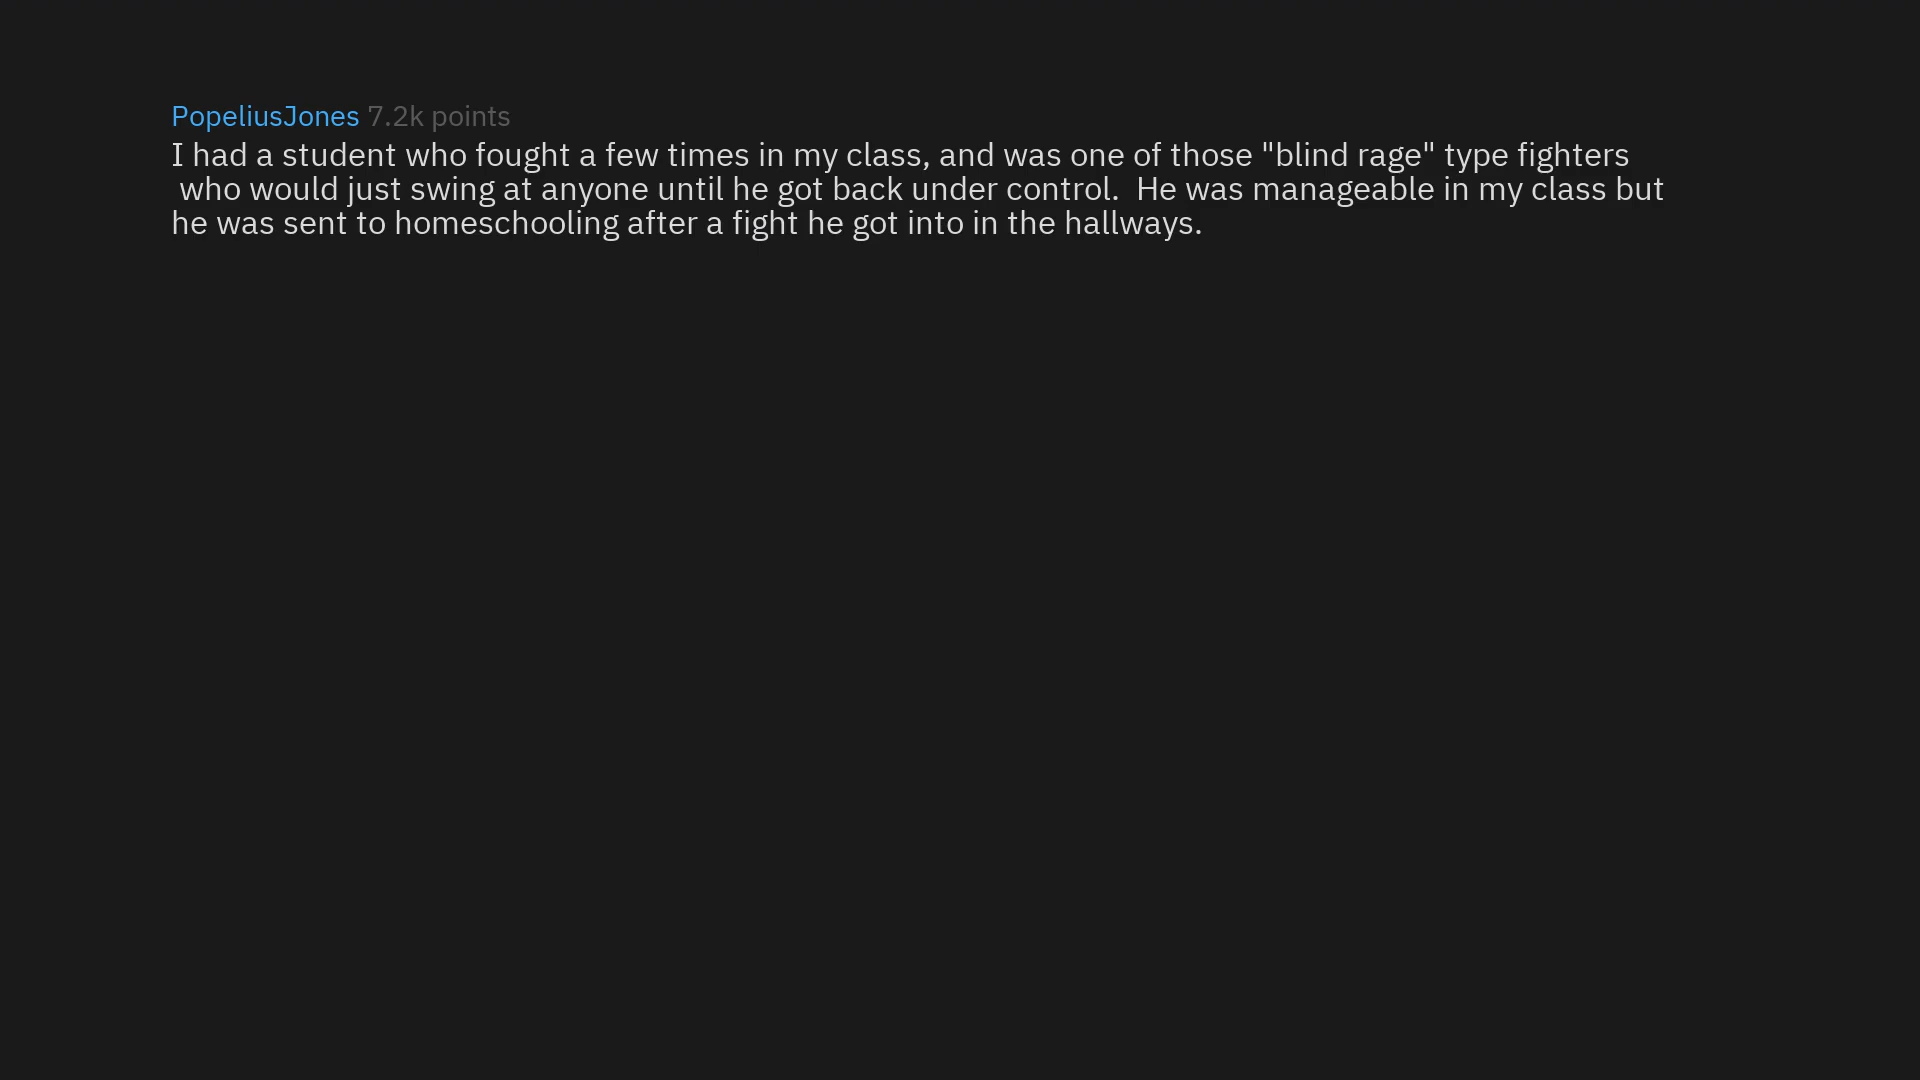 PopeliusJones 7.2k points
I had a student who fought a few times in my class, and was one of those "blind rage" type fighters
who would just swing at anyone until he got back under control.  He was manageable in my class but
he was sent to homeschooling after a fight he got into in the hallways.